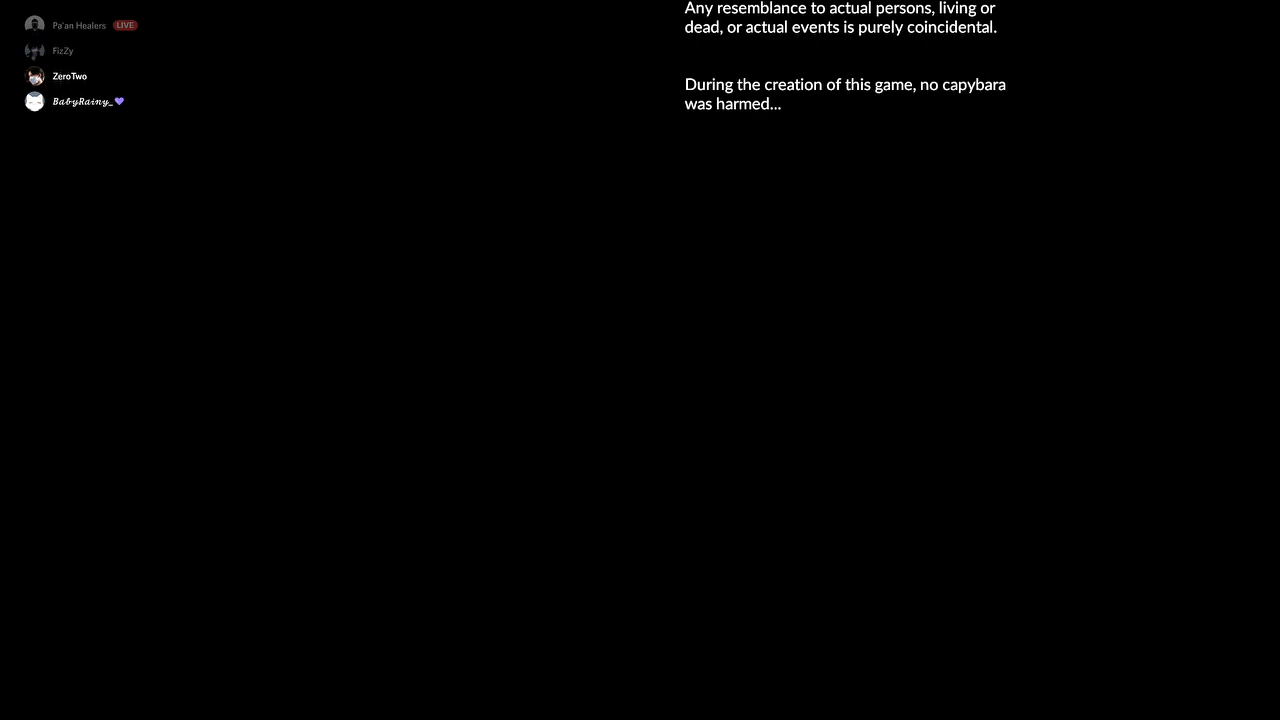 Pa'an Healers LIVE
FizZy
ZeroTwo
BabyRainy_💜
Any resemblance to actual persons, living or
dead, or actual events is purely coincidental.
During the creation of this game, no capybara
was harmed...